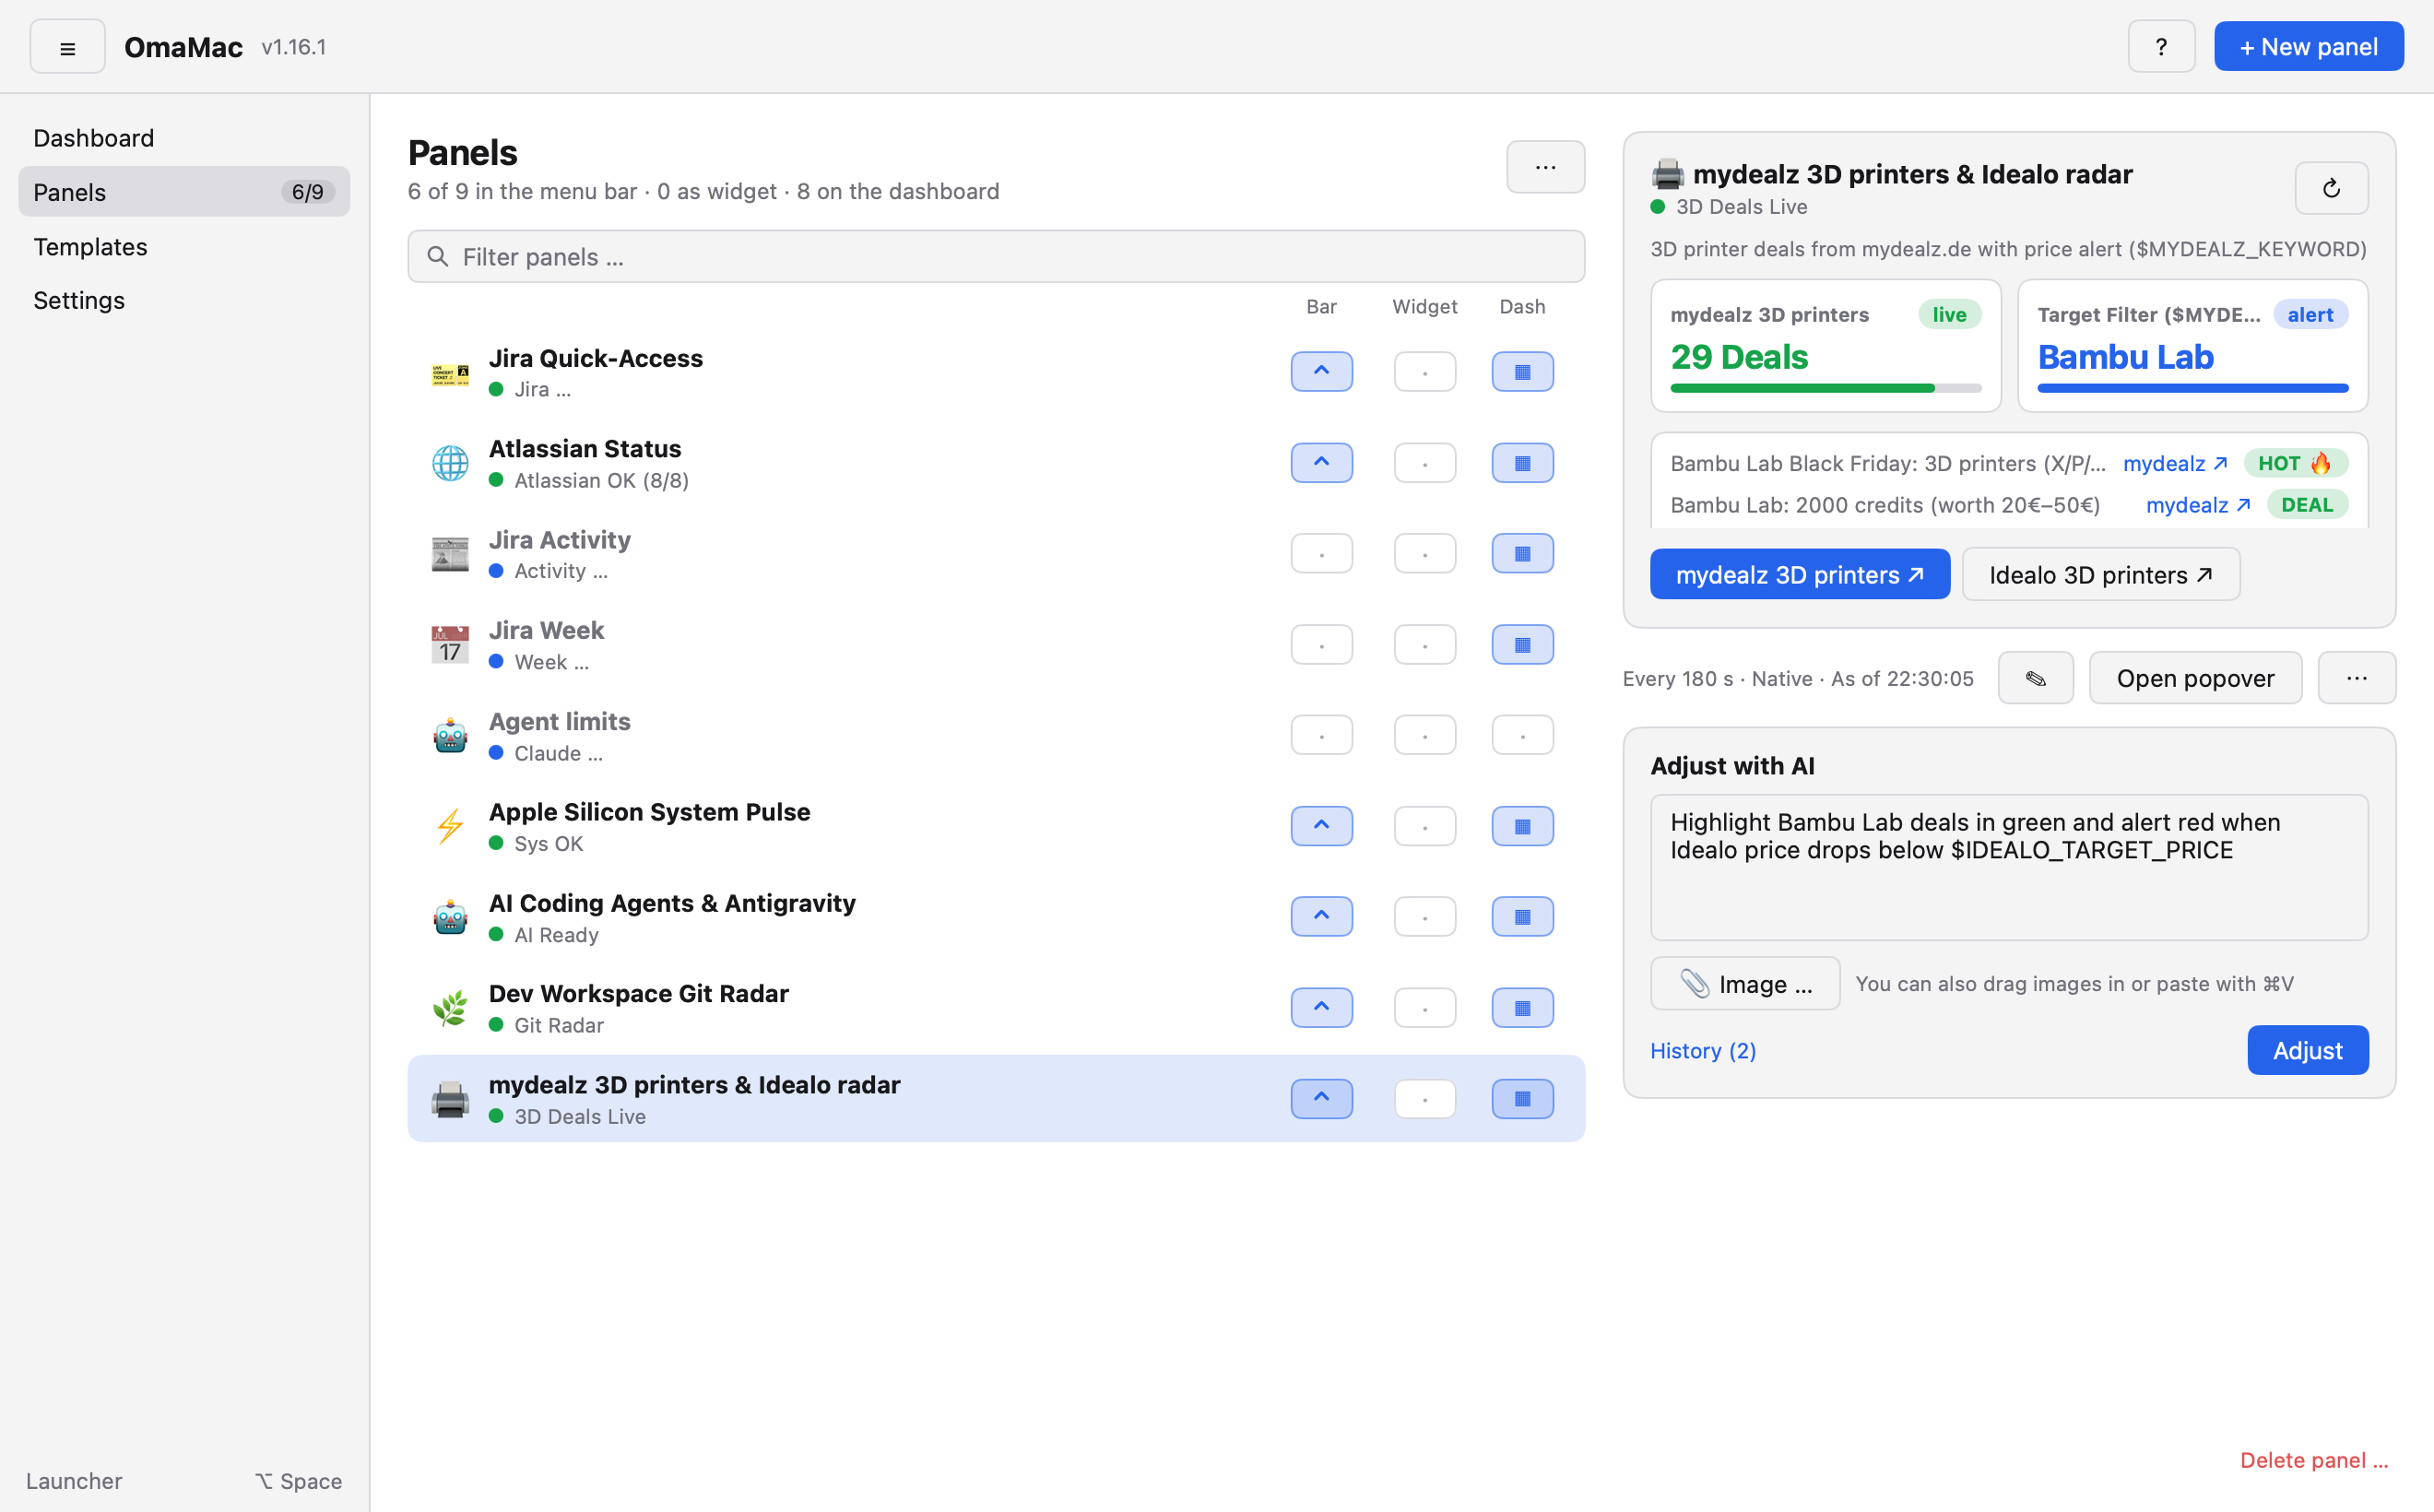 ≡ OmaMac v1.16.1
? + New panel
Dashboard
Panels 6/9
Templates
Settings
Launcher ⌥ Space
Panels
6 of 9 in the menu bar · 0 as widget · 8 on the dashboard
...
Filter panels ...
Bar Widget Dash
Jira Quick-Access
Jira ...
Atlassian Status
Atlassian OK (8/8)
Jira Activity
Activity ...
JUL
17
Jira Week
Week ...
Agent limits
Claude ...
Apple Silicon System Pulse
Sys OK
AI Coding Agents & Antigravity
AI Ready
Dev Workspace Git Radar
Git Radar
mydealz 3D printers & Idealo radar
3D Deals Live
mydealz 3D printers & Idealo radar
3D Deals Live
3D printer deals from mydealz.de with price alert ($MYDEALZ_KEYWORD)
mydealz 3D printers live
29 Deals
Target Filter ($MYDE... alert
Bambu Lab
Bambu Lab Black Friday: 3D printers (X/P/... mydealz ↗ HOT 🔥
Bambu Lab: 2000 credits (worth 20€–50€) mydealz ↗ DEAL
mydealz 3D printers ↗ Idealo 3D printers ↗
Every 180 s · Native · As of 22:30:05 ✎ Open popover ...
Adjust with AI
Highlight Bambu Lab deals in green and alert red when
Idealo price drops below $IDEALO_TARGET_PRICE
Image ... You can also drag images in or paste with ⌘V
History (2) Adjust
Delete panel ...